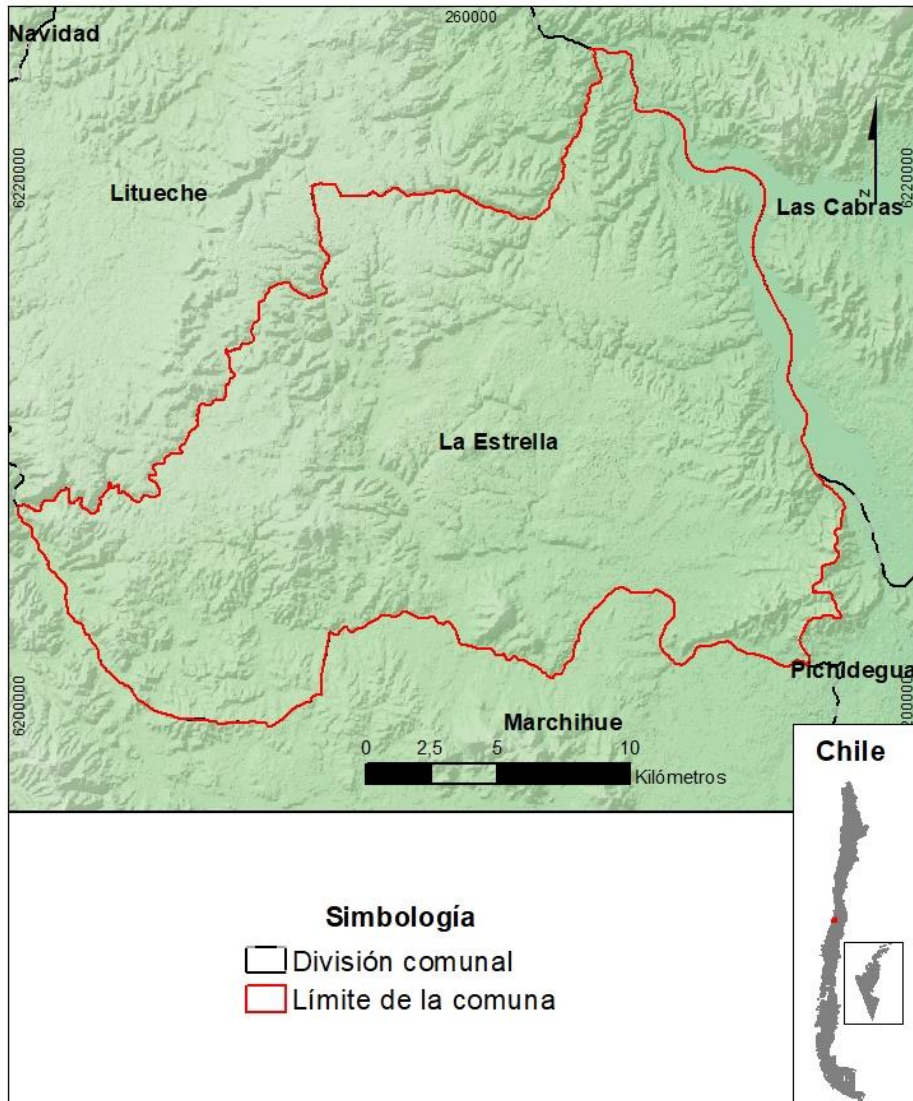 260000
Navidad
6220000
6220000
Litueche
Las Cabras
N
La Estrella
Pichidegua
6200000
Marchihue
0 2,5 5 10
Kilómetros
Chile
Simbología
División comunal
Límite de la comuna